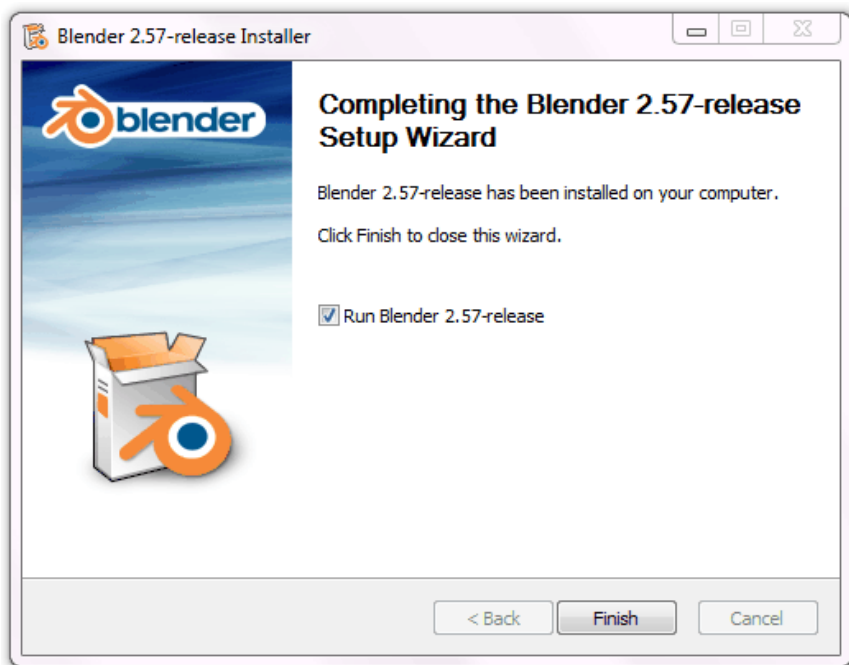 Blender 2.57-release Installer
blender
Completing the Blender 2.57-release
Setup Wizard
Blender 2.57-release has been installed on your computer.
Click Finish to close this wizard.
Run Blender 2.57-release
< Back
Finish
Cancel